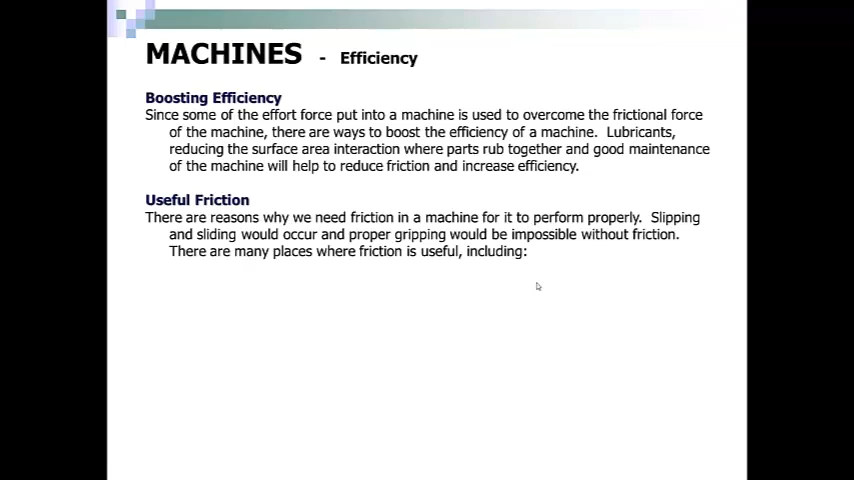 MACHINES - Efficiency
Boosting Efficiency
Since some of the effort force put into a machine is used to overcome the frictional force
of the machine, there are ways to boost the efficiency of a machine. Lubricants,
reducing the surface area interaction where parts rub together and good maintenance
of the machine will help to reduce friction and increase efficiency.
Useful Friction
There are reasons why we need friction in a machine for it to perform properly. Slipping
and sliding would occur and proper gripping would be impossible without friction.
There are many places where friction is useful, including: